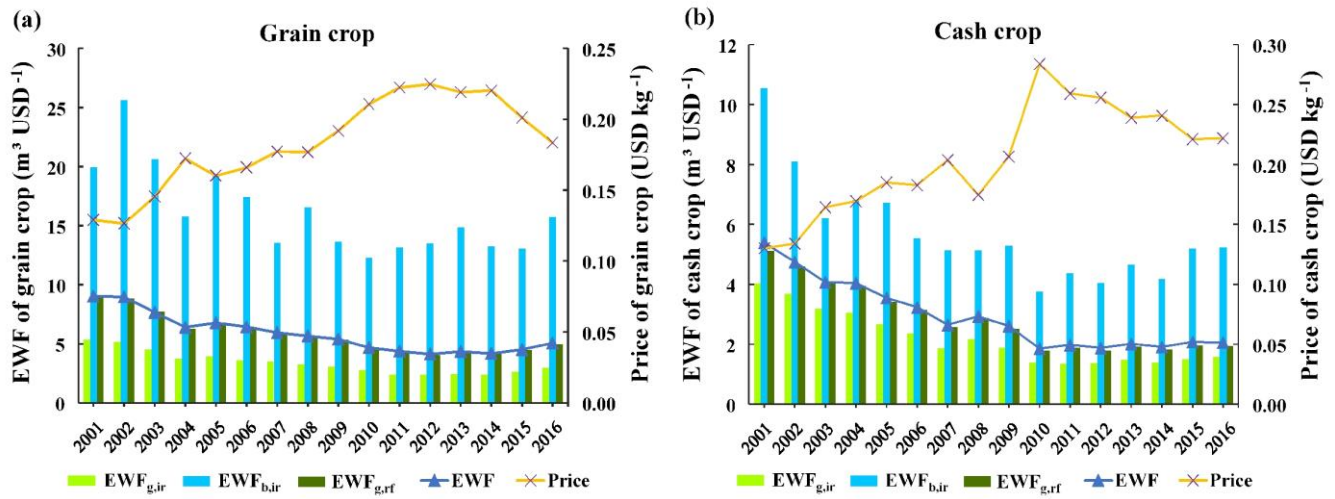 (a)
Grain crop
EWF of grain crop (m³ USD⁻¹)
30
25
20
15
10
5
0
0.25
0.20
0.15
0.10
0.05
0.00
Price of grain crop (USD kg⁻¹)
2001 2002 2003 2004 2005 2006 2007 2008 2009 2010 2011 2012 2013 2014 2015 2016
EWFg,ir EWFb,ir EWFg,rf EWF Price
(b)
Cash crop
EWF of cash crop (m³ USD⁻¹)
12
10
8
6
4
2
0
0.30
0.25
0.20
0.15
0.10
0.05
0.00
Price of cash crop (USD kg⁻¹)
2001 2002 2003 2004 2005 2006 2007 2008 2009 2010 2011 2012 2013 2014 2015 2016
EWFg,ir EWFb,ir EWFg,rf EWF Price